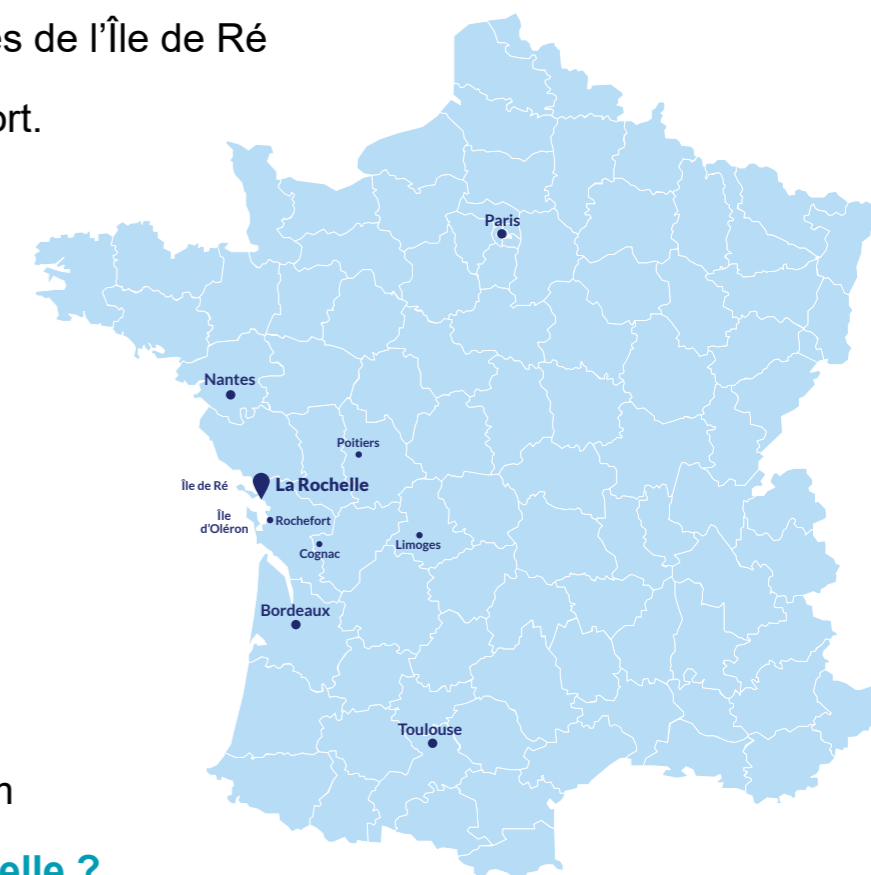 es de l’Île de Ré
ort.
Paris
Nantes
Poitiers
Île de Ré
La Rochelle
Île
d’Oléron
Rochefort
Cognac
Limoges
Bordeaux
Toulouse
n
elle ?